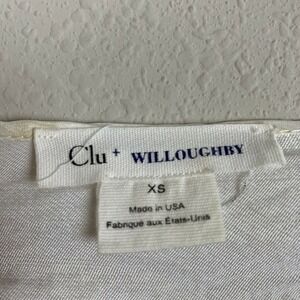 Clu + WILLOUGHBY
XS
Made in USA
Fabriqué aux États-Unis